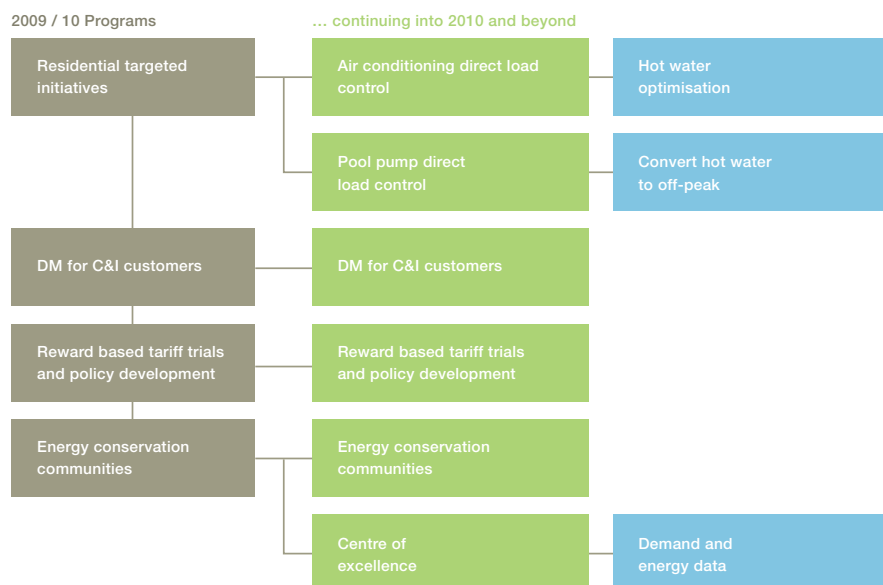 2009 / 10 Programs
... continuing into 2010 and beyond
Residential targeted
initiatives
Air conditioning direct load
control
Hot water
optimisation
Pool pump direct
load control
Convert hot water
to off-peak
DM for C&I customers
DM for C&I customers
Reward based tariff trials
and policy development
Reward based tariff trials
and policy development
Energy conservation
communities
Energy conservation
communities
Centre of
excellence
Demand and
energy data